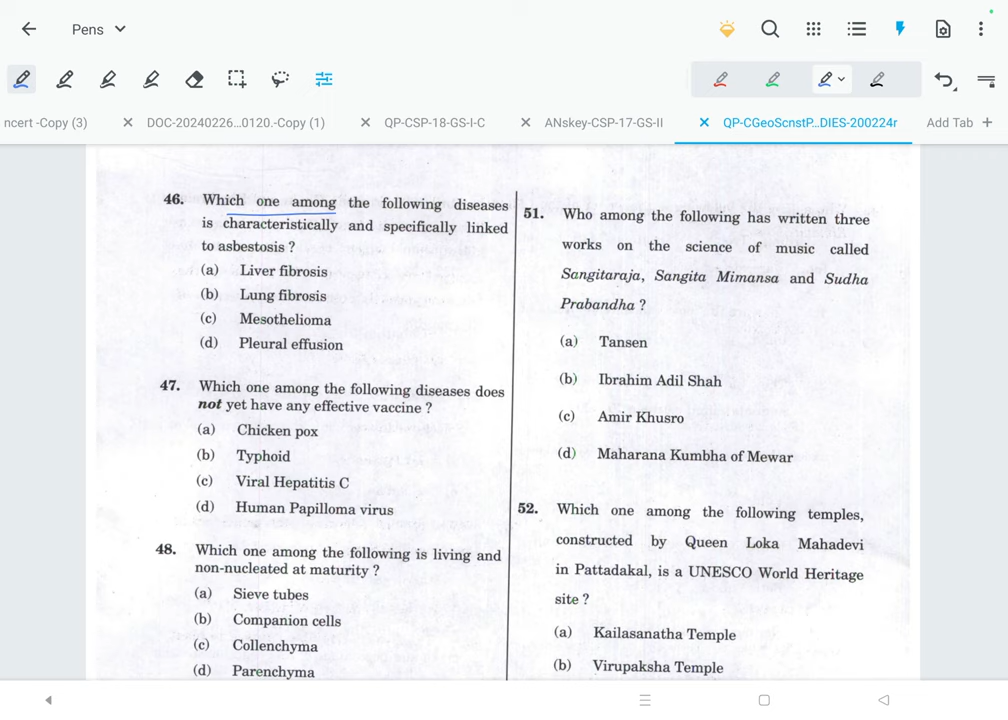 Pens
ncert -Copy (3)
DOC-20240226...0120.-Copy (1)
QP-CSP-18-GS-I-C
ANskey-CSP-17-GS-II
QP-CGeoScnstP...DIES-200224r
Add Tab +
46. Which one among the following diseases
is characteristically and specifically linked
to asbestosis ?
(a) Liver fibrosis
(b) Lung fibrosis
(c) Mesothelioma
(d) Pleural effusion
47. Which one among the following diseases does
not yet have any effective vaccine ?
(a) Chicken pox
(b) Typhoid
(c) Viral Hepatitis C
(d) Human Papilloma virus
48. Which one among the following is living and
non-nucleated at maturity ?
(a) Sieve tubes
(b) Companion cells
(c) Collenchyma
(d) Parenchyma
51. Who among the following has written three
works on the science of music called
Sangitaraja, Sangita Mimansa and Sudha
Prabandha ?
(a) Tansen
(b) Ibrahim Adil Shah
(c) Amir Khusro
(d) Maharana Kumbha of Mewar
52. Which one among the following temples,
constructed by Queen Loka Mahadevi
in Pattadakal, is a UNESCO World Heritage
site ?
(a) Kailasanatha Temple
(b) Virupaksha Temple